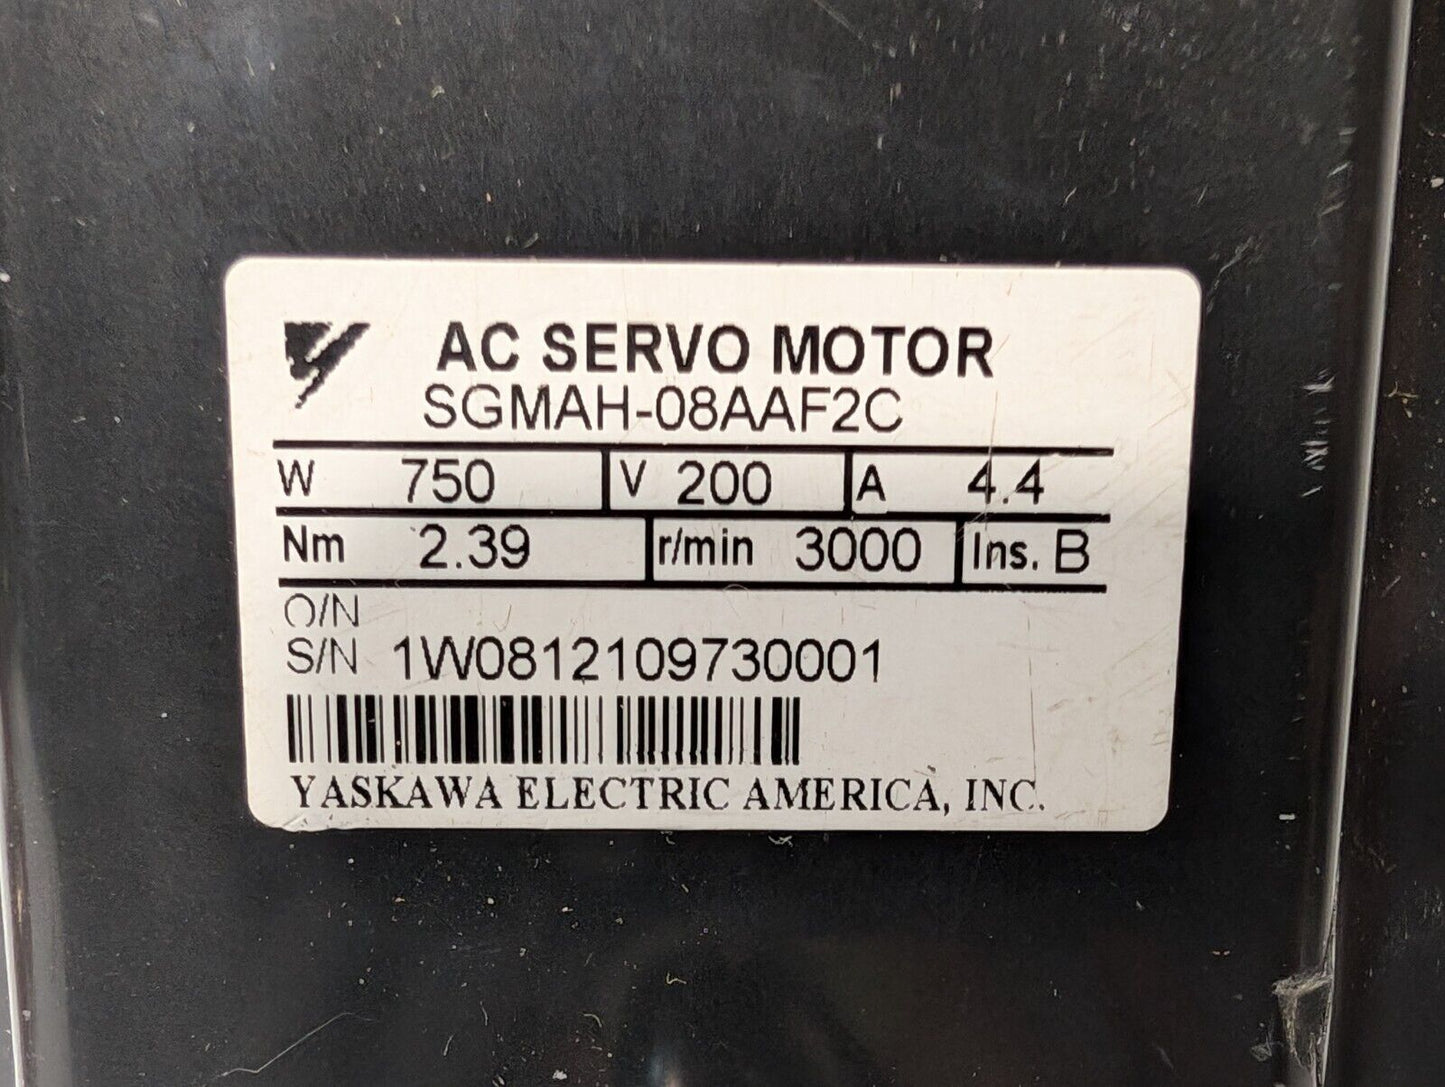 AC SERVO MOTOR
SGMAH-08AAF2C
W 750 V 200 A 4.4
Nm 2.39 r/min 3000 Ins. B
O/N
S/N 1W0812109730001
YASKAWA ELECTRIC AMERICA, INC.